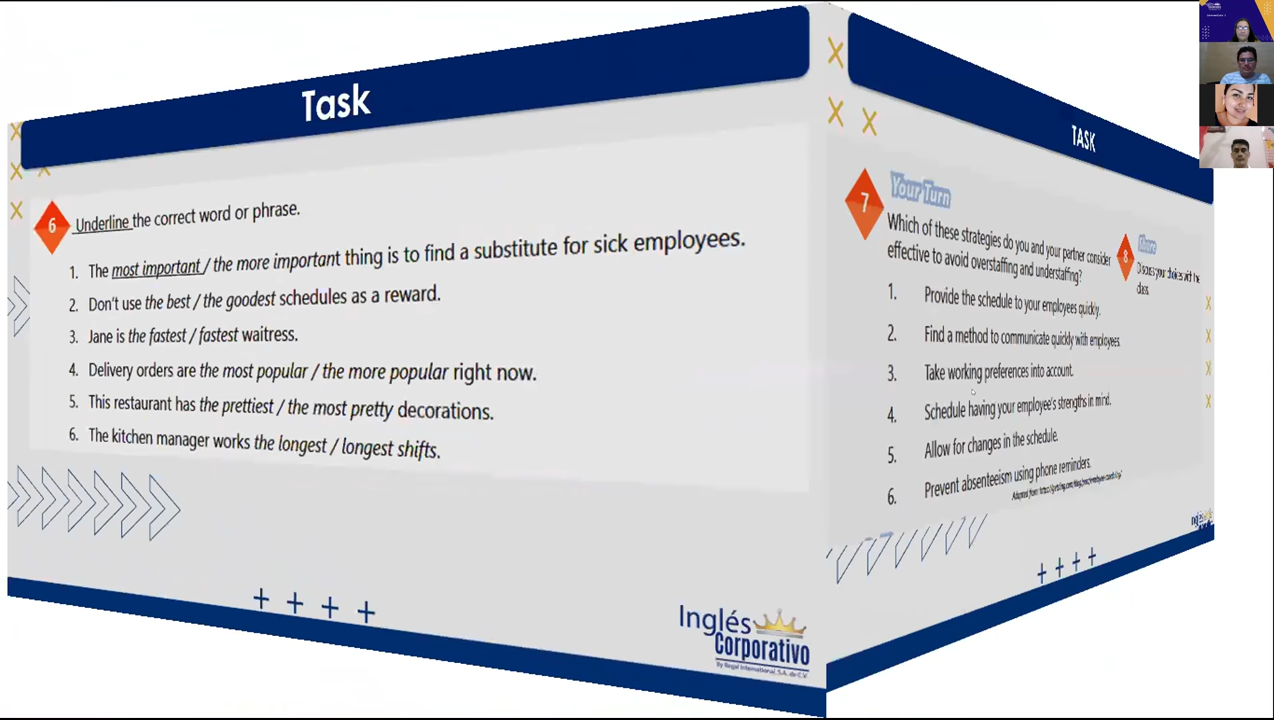 Task
6
Underline the correct word or phrase.
1. The most important / the more important thing is to find a substitute for sick employees.
2. Don't use the best / the goodest schedules as a reward.
3. Jane is the fastest / fastest waitress.
4. Delivery orders are the most popular / the more popular right now.
5. This restaurant has the prettiest / the most pretty decorations.
6. The kitchen manager works the longest / longest shifts.
Inglés
Corporativo
By Regal International, S.A. de C.V.
TASK
7
Your Turn
Which of these strategies do you and your partner consider
effective to avoid overstaffing and understaffing?
1. Provide the schedule to your employees quickly.
2. Find a method to communicate quickly with employees.
3. Take working preferences into account.
4. Schedule having your employee's strengths in mind.
5. Allow for changes in the schedule.
6. Prevent absenteeism using phone reminders.
8
Share
Discuss your choices with the
class.